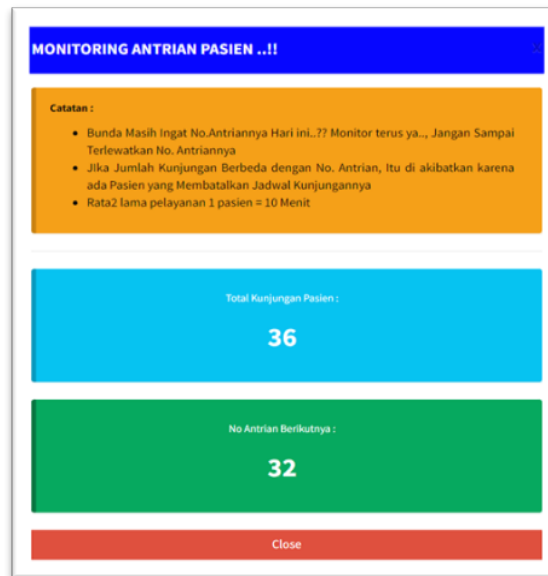 MONITORING ANTRIAN PASIEN ..!!
Catatan :
• Bunda Masih Ingat No.Antriannya Hari ini..?? Monitor terus ya.., Jangan Sampai
Terlewatkan No. Antriannya
• JIka Jumlah Kunjungan Berbeda dengan No. Antrian, Itu di akibatkan karena
ada Pasien yang Membatalkan Jadwal Kunjungannya
• Rata2 lama pelayanan 1 pasien = 10 Menit
Total Kunjungan Pasien :
36
No Antrian Berikutnya :
32
Close